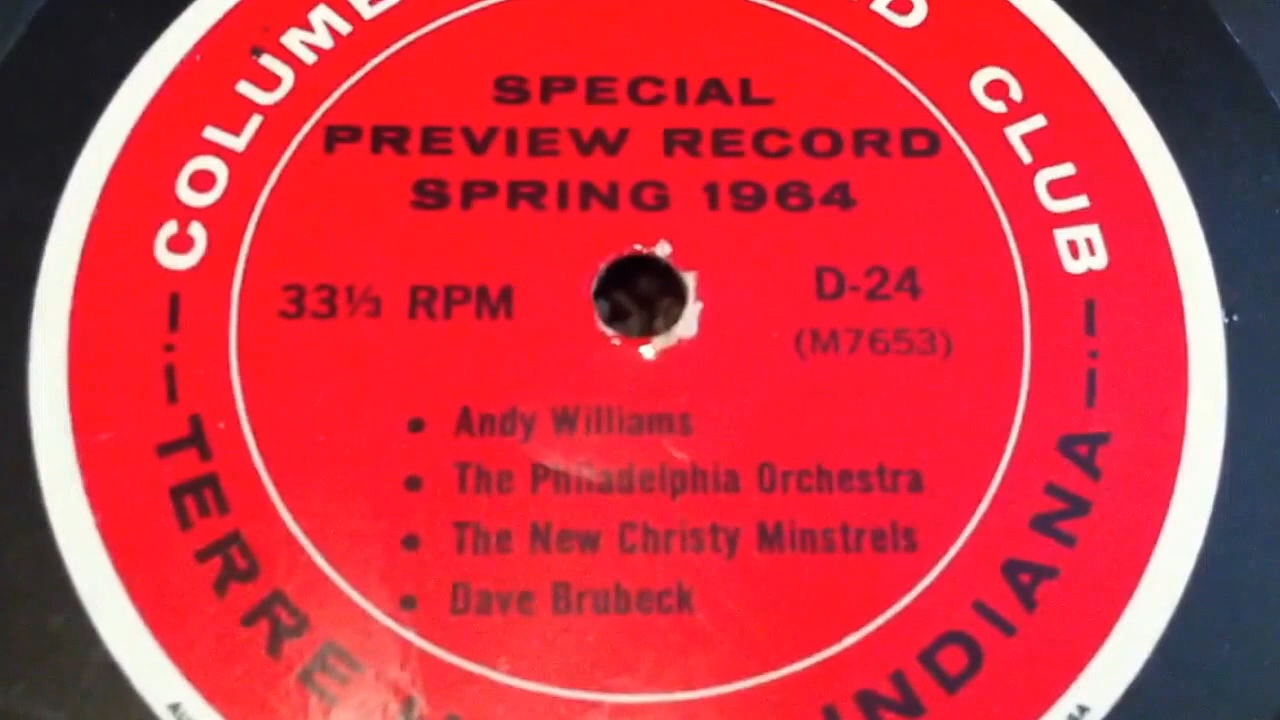 CLUB
SPECIAL
PREVIEW RECORD
SPRING 1964
33⅓ RPM
D-24
(M7653)
• Andy Williams
• The Philadelphia Orchestra
• The New Christy Minstrels
• Dave Brubeck
TERRE
INDIANA